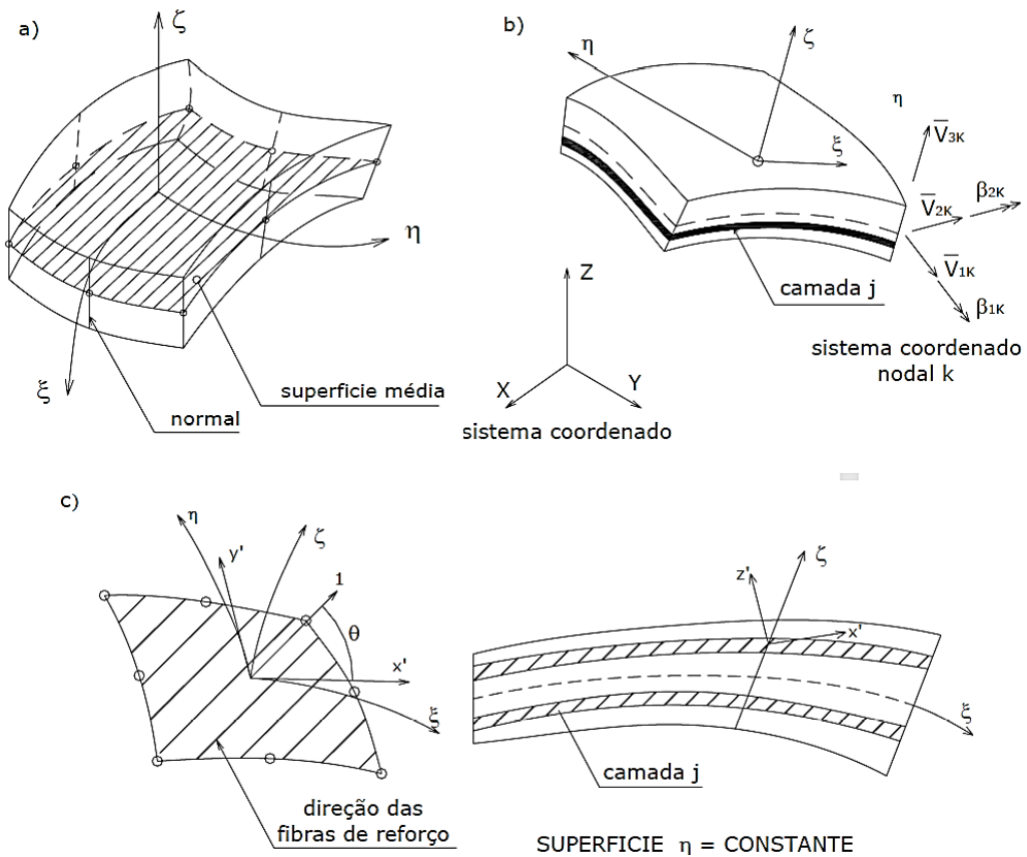 a)
ζ
η
ξ
superficie média
normal
b)
η
ζ
ξ
η
V̅3K
V̅2K
β2K
V̅1K
β1K
camada j
sistema coordenado
nodal k
Z
X
Y
sistema coordenado
c)
η
y'
ζ
1
θ
x'
ξ
direção das
fibras de reforço
z'
ζ
x'
ξ
camada j
SUPERFICIE η = CONSTANTE